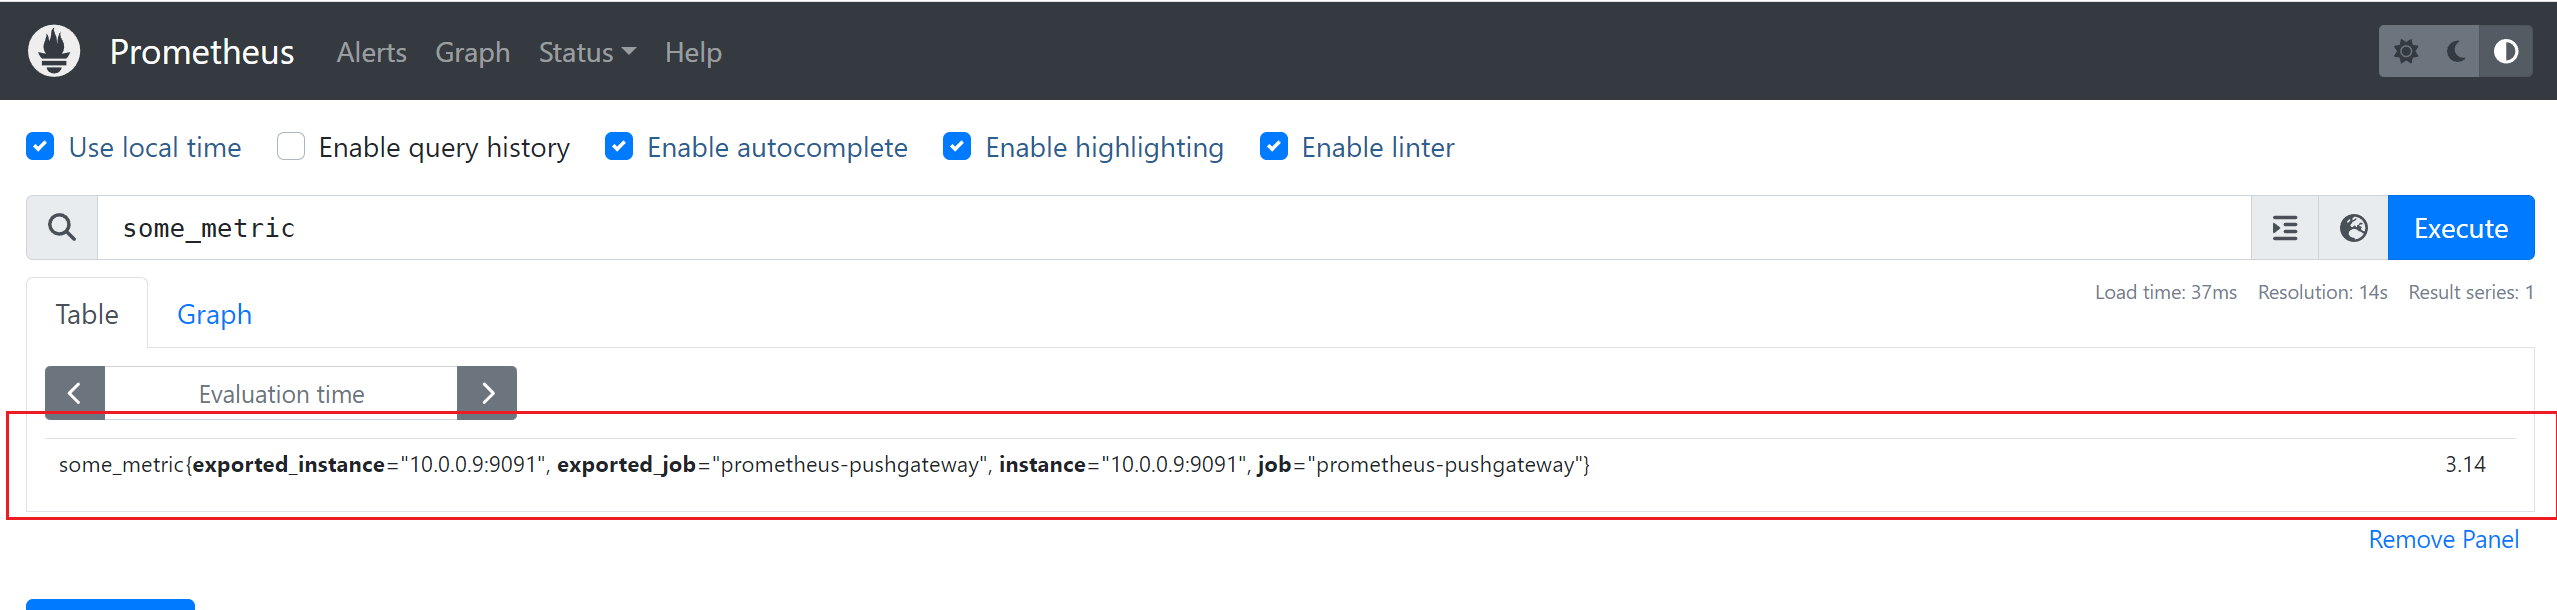 Prometheus Alerts Graph Status Help
Use local time Enable query history Enable autocomplete Enable highlighting Enable linter
some_metric Execute
Table Graph Load time: 37ms Resolution: 14s Result series: 1
Evaluation time
some_metric{exported_instance="10.0.0.9:9091", exported_job="prometheus-pushgateway", instance="10.0.0.9:9091", job="prometheus-pushgateway"} 3.14
Remove Panel